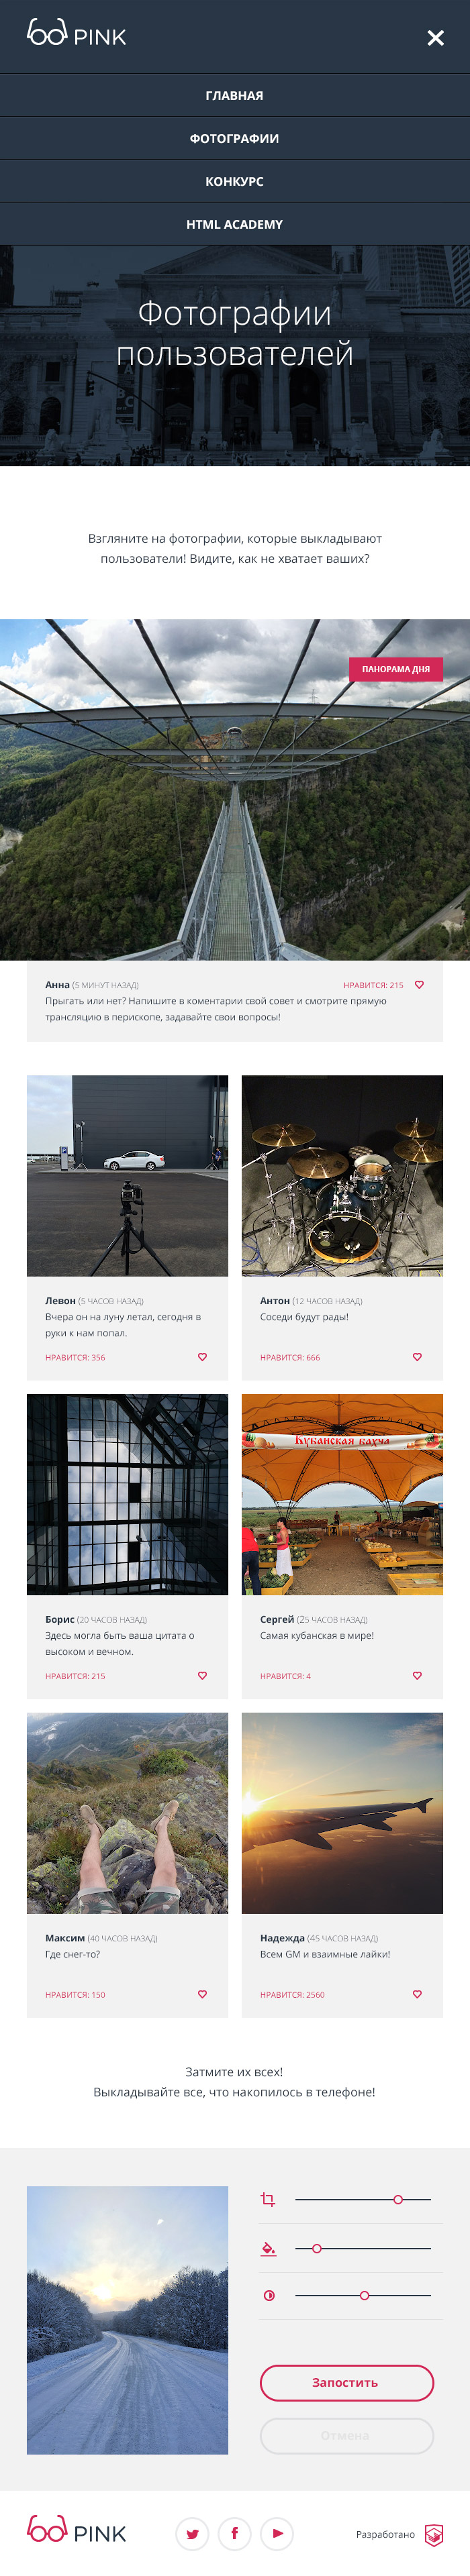 PINK
ГЛАВНАЯ
ФОТОГРАФИИ
КОНКУРС
HTML ACADEMY
Фотографии
пользователей
Взгляните на фотографии, которые выкладывают
пользователи! Видите, как не хватает ваших?
ПАНОРАМА ДНЯ
Анна (5 МИНУТ НАЗАД)
НРАВИТСЯ: 215
Прыгать или нет? Напишите в коментарии свой совет и смотрите прямую
трансляцию в перископе, задавайте свои вопросы!
Левон (5 ЧАСОВ НАЗАД)
Вчера он на луну летал, сегодня в
руки к нам попал.
НРАВИТСЯ: 356
Антон (12 ЧАСОВ НАЗАД)
Соседи будут рады!
НРАВИТСЯ: 666
Кубанская бахча
Борис (20 ЧАСОВ НАЗАД)
Здесь могла быть ваша цитата о
высоком и вечном.
НРАВИТСЯ: 215
Сергей (25 ЧАСОВ НАЗАД)
Самая кубанская в мире!
НРАВИТСЯ: 4
Максим (40 ЧАСОВ НАЗАД)
Где снег-то?
НРАВИТСЯ: 150
Надежда (45 ЧАСОВ НАЗАД)
Всем GM и взаимные лайки!
НРАВИТСЯ: 2560
Затмите их всех!
Выкладывайте все, что накопилось в телефоне!
Запостить
Отмена
PINK
Разработано